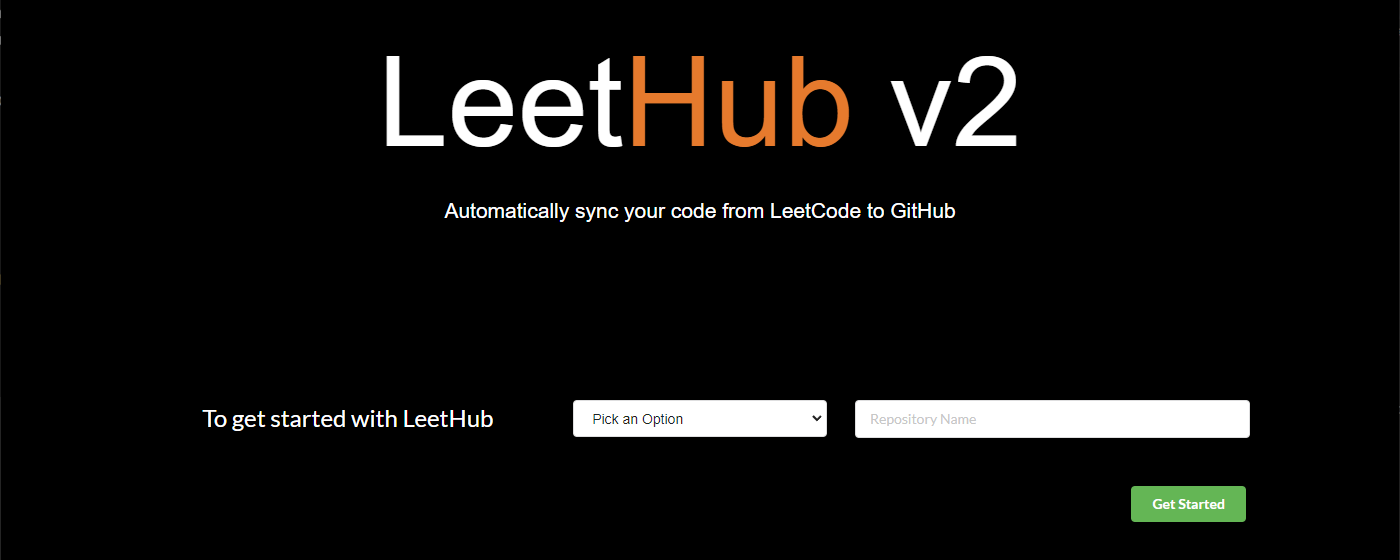 LeetHub v2
Automatically sync your code from LeetCode to GitHub
To get started with LeetHub
Pick an Option
Repository Name
Get Started